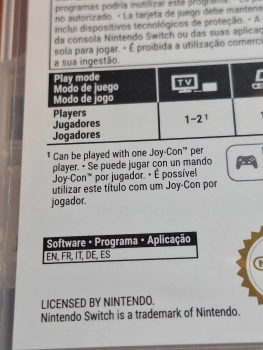 programas podría inutilizar este programa.
no autorizado. • La tarjeta de juego debe mantene
inclui dispositivos tecnológicos de proteção. • A
da consola Nintendo Switch ou das suas aplicaç
sola para jogar. • É proibida a utilização comerci
a sua ingestão.
Play mode
Modo de juego
Modo de jogo
TV
Players
Jugadores
Jogadores
1-2¹
¹ Can be played with one Joy-Con™ per
player. • Se puede jugar con un mando
Joy-Con™ por jugador. • É possível
utilizar este título com um Joy-Con por
jogador.
Software • Programa • Aplicação
EN, FR, IT, DE, ES
LICENSED BY NINTENDO.
Nintendo Switch is a trademark of Nintendo.